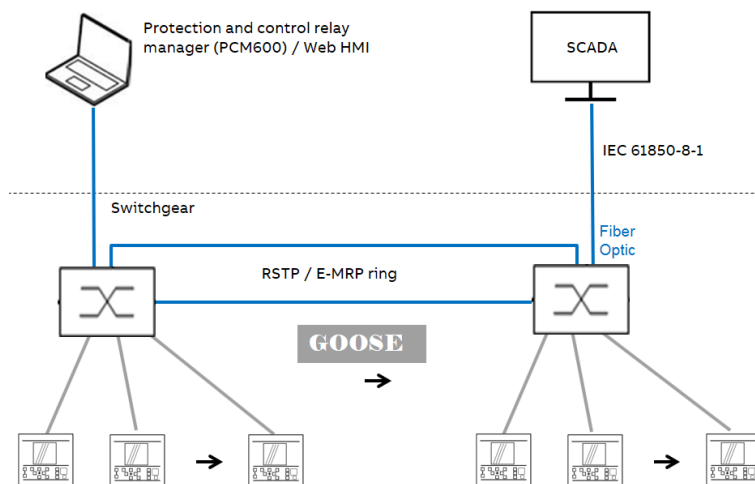 Protection and control relay
manager (PCM600) / Web HMI
SCADA
IEC 61850-8-1
Switchgear
Fiber
Optic
RSTP / E-MRP ring
GOOSE